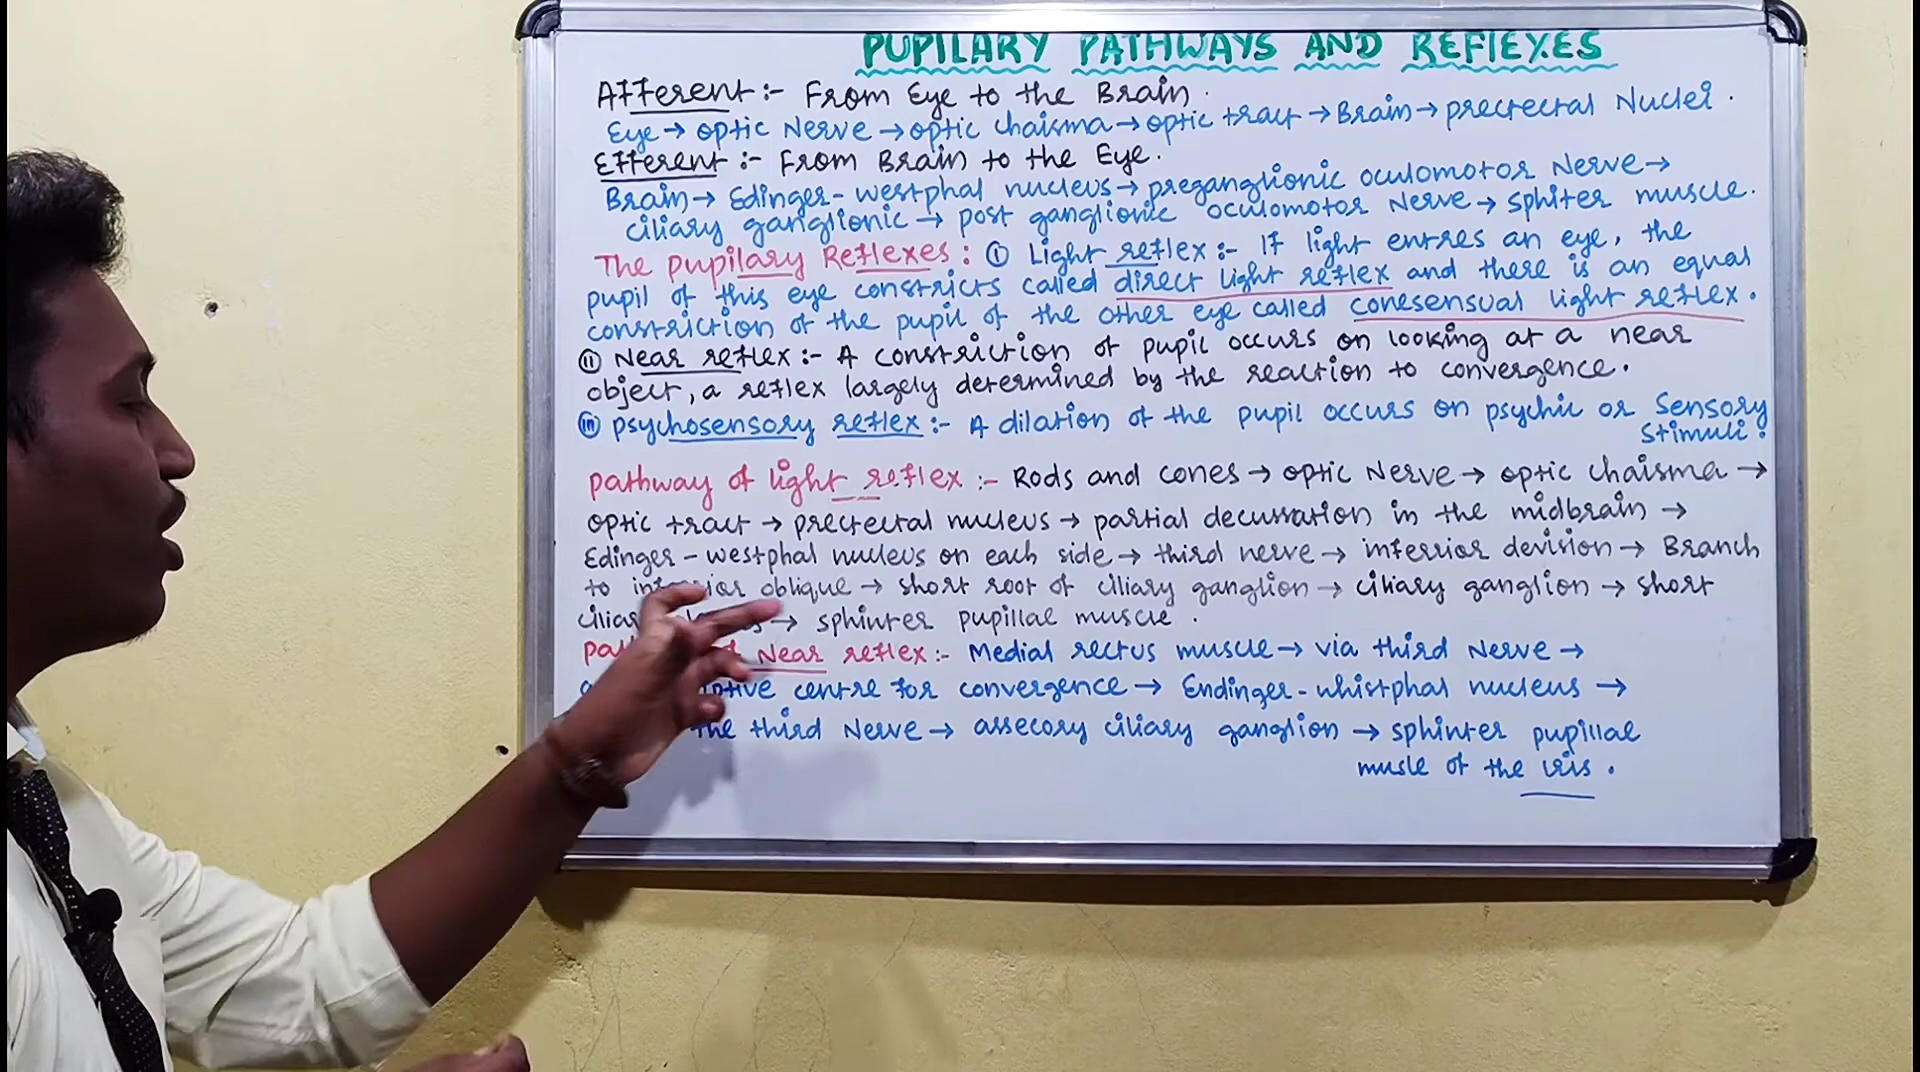 PUPILARY PATHWAYS AND REFLEXES
Afferent :- From Eye to the Brain.
Eye → optic Nerve → optic chaisma → optic tract → Brain → prectectal Nuclei.
Efferent :- From Brain to the Eye.
Brain → Edinger-westphal nucleus → preganglionic oculomotor Nerve →
ciliary ganglionic → post ganglionic oculomotor Nerve → sphiter muscle.
The pupilary Reflexes : (i) Light reflex :- If light entres an eye, the
pupil of this eye constricts called direct light reflex and there is an equal
constriction of the pupil of the other eye called conesensual light reflex.
(ii) Near reflex :- A constriction of pupil occurs on looking at a near
object, a reflex largely determined by the reaction to convergence.
(iii) psychosensory reflex :- A dilation of the pupil occurs on psychic or Sensory
Stimuli.
pathway of light reflex :- Rods and cones → optic Nerve → optic chaisma →
optic tract → prectectal nucleus → partial decussation in the midbrain →
Edinger-westphal nucleus on each side → third nerve → inferrior devision → Branch
to oblique → short root of ciliary ganglion → ciliary ganglion → short
→ sphinter pupillae muscle.
Near reflex :- Medial rectus muscle → via third Nerve →
centre for convergence → Endinger-whistphal nucleus →
the third Nerve → assecory ciliary ganglion → sphinter pupillae
musle of the iris.